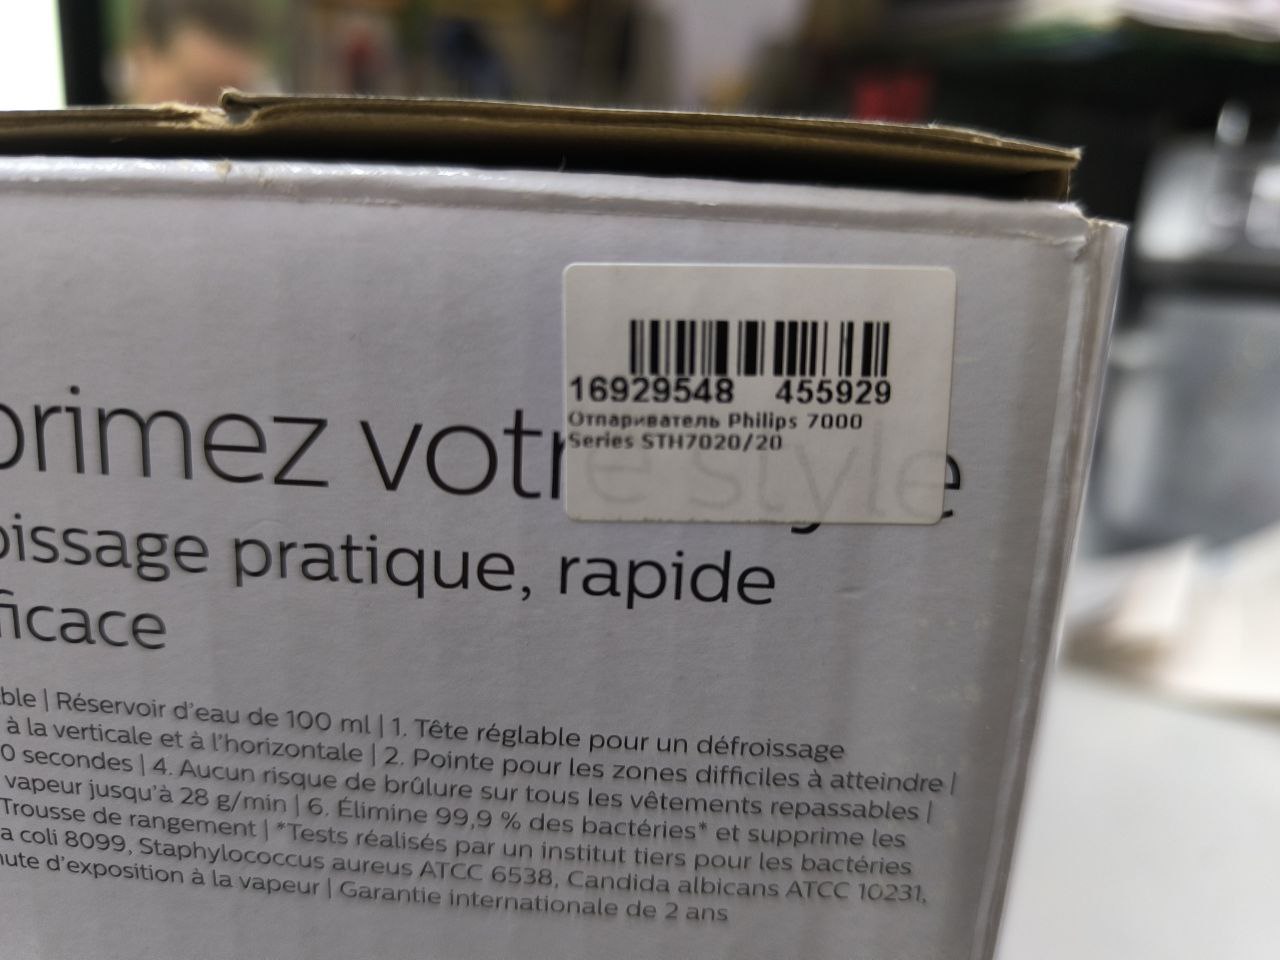 16929548 455929
Отпариватель Philips 7000
Series STH7020/20
primez votre style
oissage pratique, rapide
ficace
ble | Réservoir d'eau de 100 ml | 1. Tête réglable pour un défroissage
à la verticale et à l'horizontale | 2. Pointe pour les zones difficiles à atteindre |
0 secondes | 4. Aucun risque de brûlure sur tous les vêtements repassables |
vapeur jusqu'à 28 g/min | 6. Élimine 99,9 % des bactéries* et supprime les
Trousse de rangement | *Tests réalisés par un institut tiers pour les bactéries
a coli 8099, Staphylococcus aureus ATCC 6538, Candida albicans ATCC 10231,
nute d'exposition à la vapeur | Garantie internationale de 2 ans